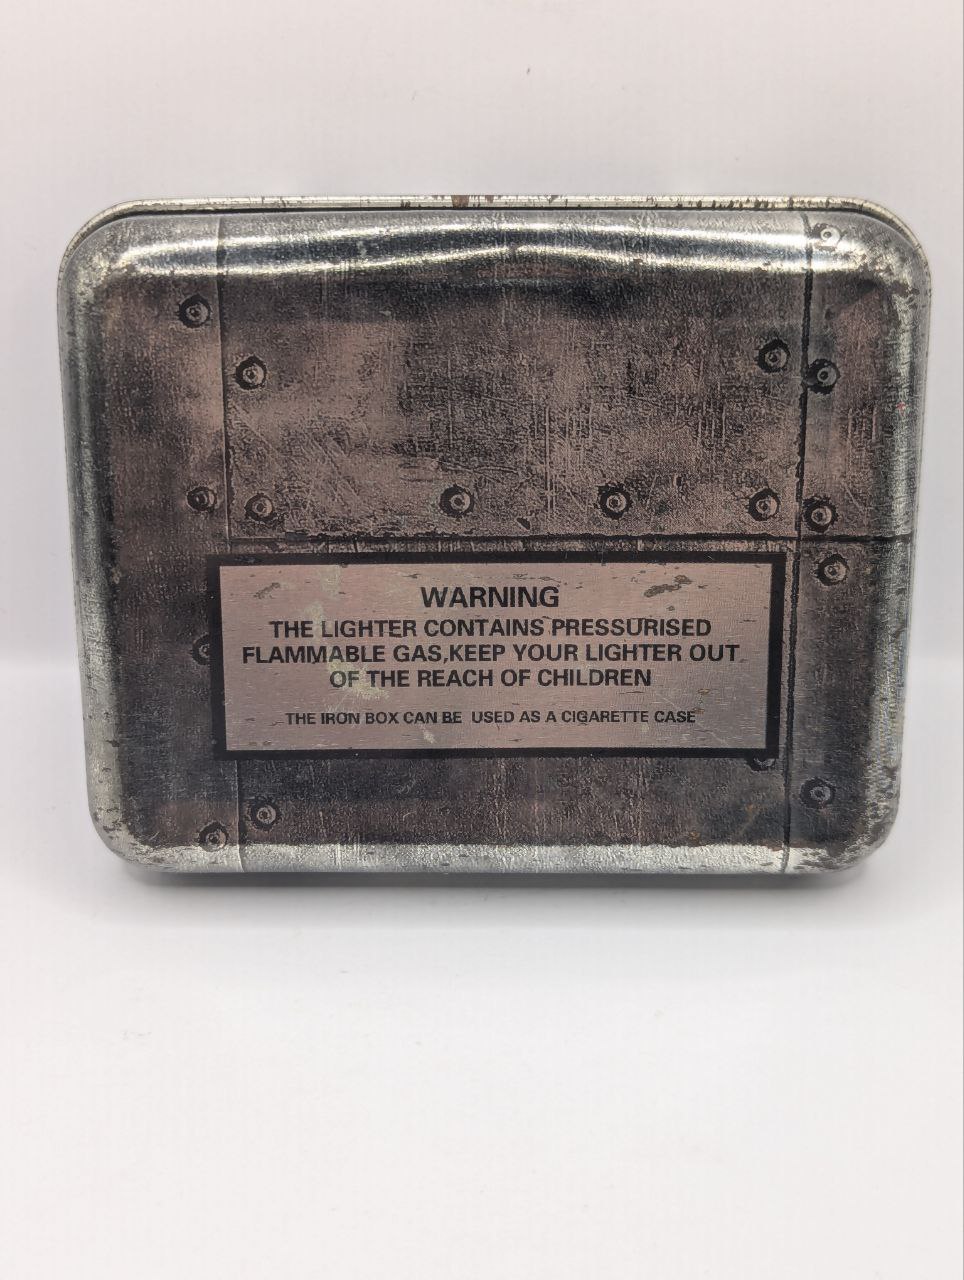 WARNING
THE LIGHTER CONTAINS PRESSURISED
FLAMMABLE GAS,KEEP YOUR LIGHTER OUT
OF THE REACH OF CHILDREN
THE IRON BOX CAN BE USED AS A CIGARETTE CASE